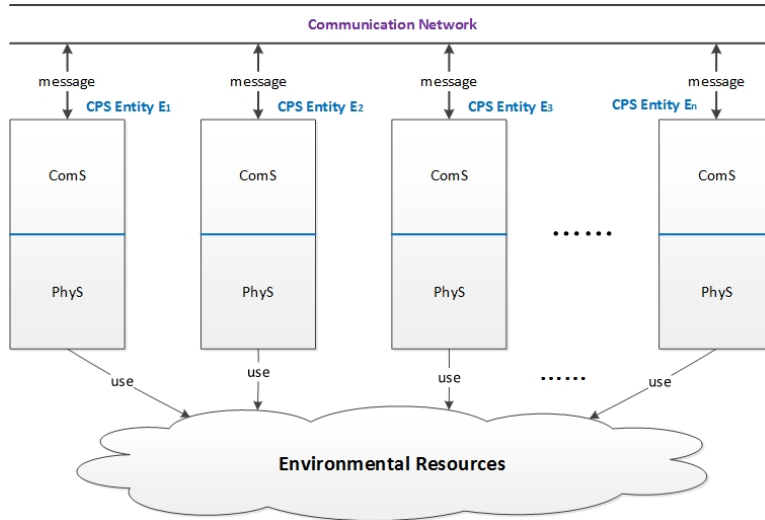 Communication Network
message message message message
CPS Entity E1 CPS Entity E2 CPS Entity E3 CPS Entity En
ComS ComS ComS ComS
......
PhyS PhyS PhyS PhyS
use use use ...... use
Environmental Resources